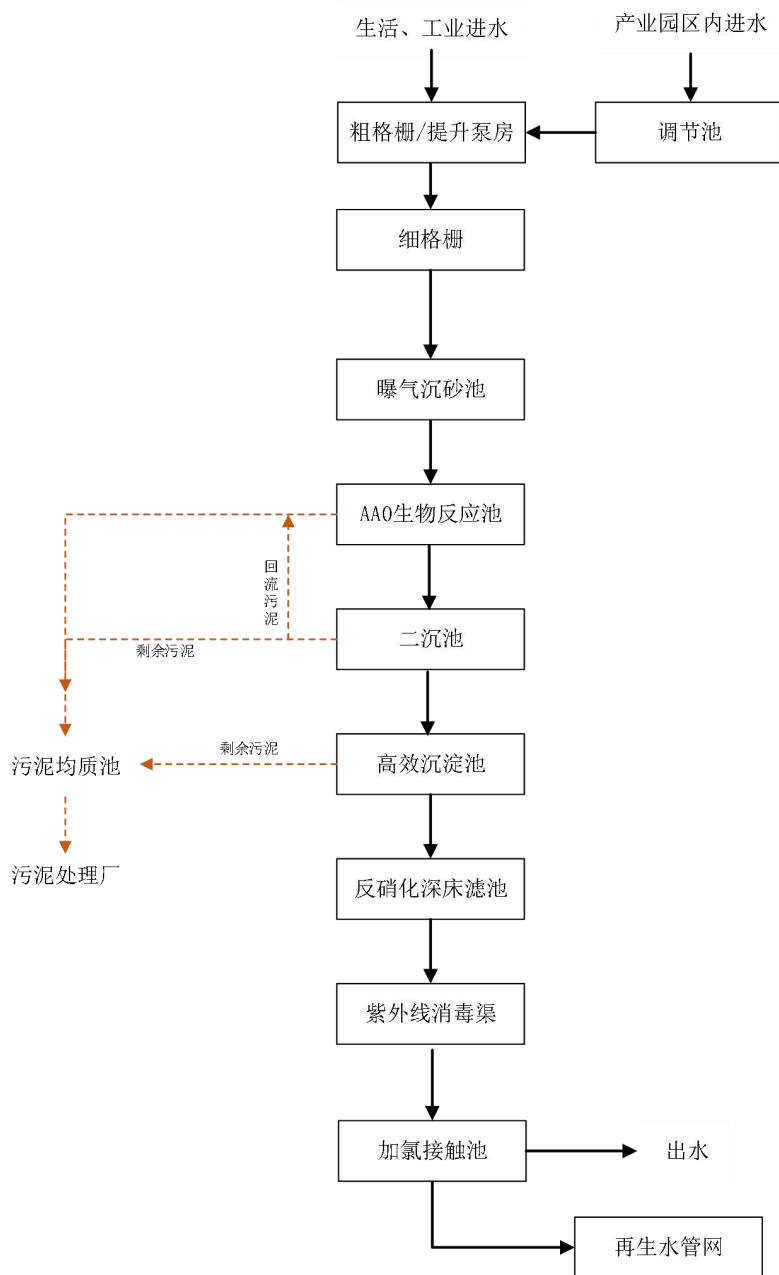 生活、工业进水
产业园区内进水
粗格栅/提升泵房
调节池
细格栅
曝气沉砂池
AAO生物反应池
回流污泥
二沉池
剩余污泥
剩余污泥
污泥均质池
高效沉淀池
污泥处理厂
反硝化深床滤池
紫外线消毒渠
加氯接触池
出水
再生水管网